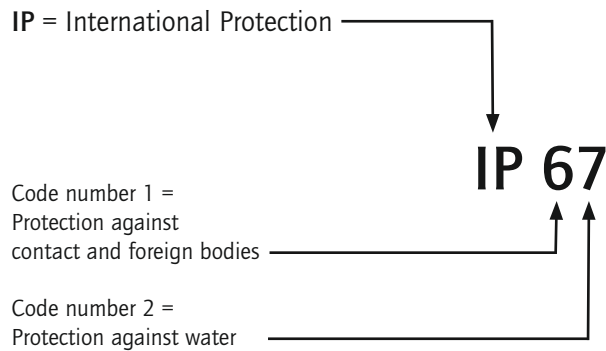 IP = International Protection
IP 67
Code number 1 =
Protection against
contact and foreign bodies
Code number 2 =
Protection against water